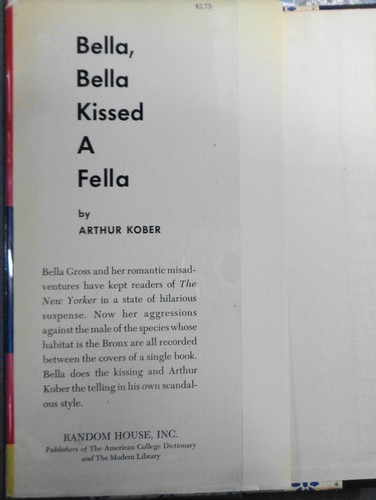 $2.75
Bella,
Bella
Kissed
A
Fella
by
ARTHUR KOBER
Bella Gross and her romantic misad-
ventures have kept readers of The
New Yorker in a state of hilarious
suspense. Now her aggressions
against the male of the species whose
habitat is the Bronx are all recorded
between the covers of a single book.
Bella does the kissing and Arthur
Kober the telling in his own scandal-
ous style.
RANDOM HOUSE, INC.
Publishers of The American College Dictionary
and The Modern Library